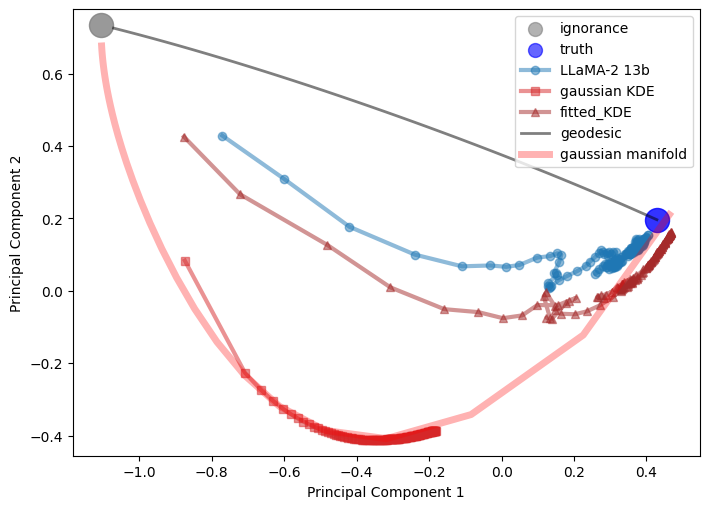 ignorance
truth
LLaMA-2 13b
gaussian KDE
fitted_KDE
geodesic
gaussian manifold
Principal Component 2
0.6
0.4
0.2
0.0
−0.2
−0.4
−1.0 −0.8 −0.6 −0.4 −0.2 0.0 0.2 0.4
Principal Component 1